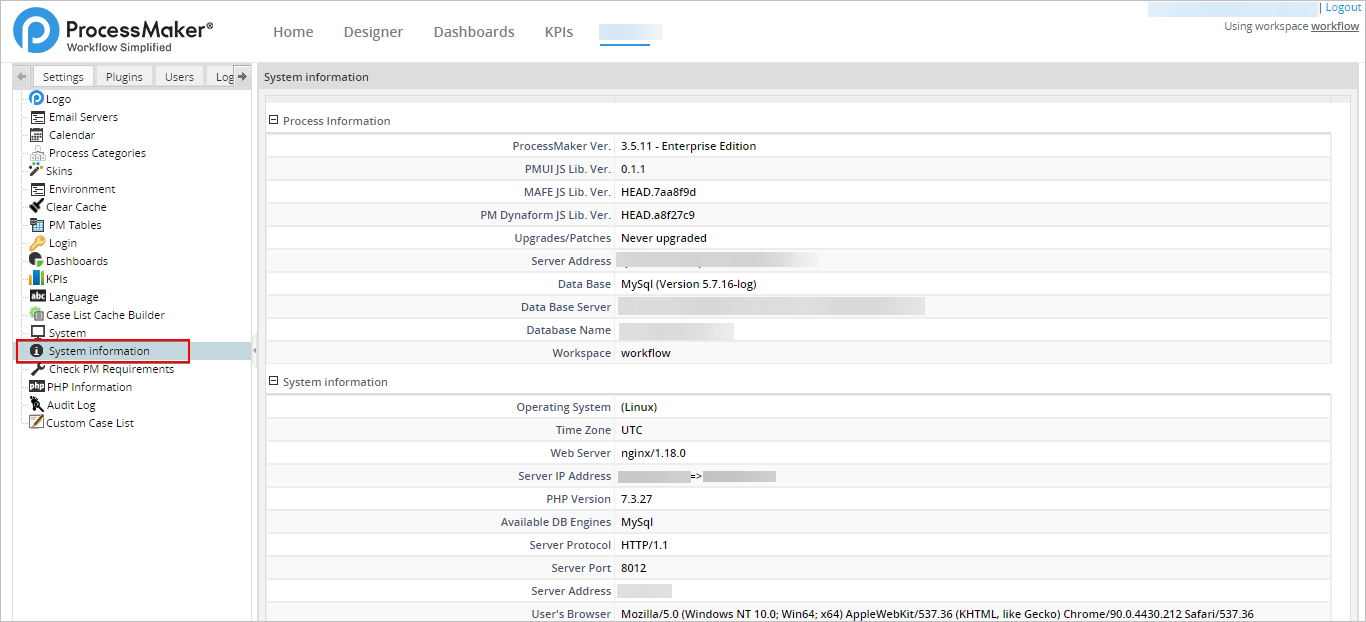 Logout
ProcessMaker®
Workflow Simplified
Home Designer Dashboards KPIs
Using workspace workflow
Settings Plugins Users Log
System information
Logo
Email Servers
Calendar
Process Categories
Skins
Environment
Clear Cache
PM Tables
Login
Dashboards
KPIs
abc Language
Case List Cache Builder
System
System information
Check PM Requirements
php PHP Information
Audit Log
Custom Case List
Process Information
ProcessMaker Ver. 3.5.11 - Enterprise Edition
PMUI JS Lib. Ver. 0.1.1
MAFE JS Lib. Ver. HEAD.7aa8f9d
PM Dynaform JS Lib. Ver. HEAD.a8f27c9
Upgrades/Patches Never upgraded
Server Address
Data Base MySql (Version 5.7.16-log)
Data Base Server
Database Name
Workspace workflow
System information
Operating System (Linux)
Time Zone UTC
Web Server nginx/1.18.0
Server IP Address =>
PHP Version 7.3.27
Available DB Engines MySql
Server Protocol HTTP/1.1
Server Port 8012
Server Address
User's Browser Mozilla/5.0 (Windows NT 10.0; Win64; x64) AppleWebKit/537.36 (KHTML, like Gecko) Chrome/90.0.4430.212 Safari/537.36